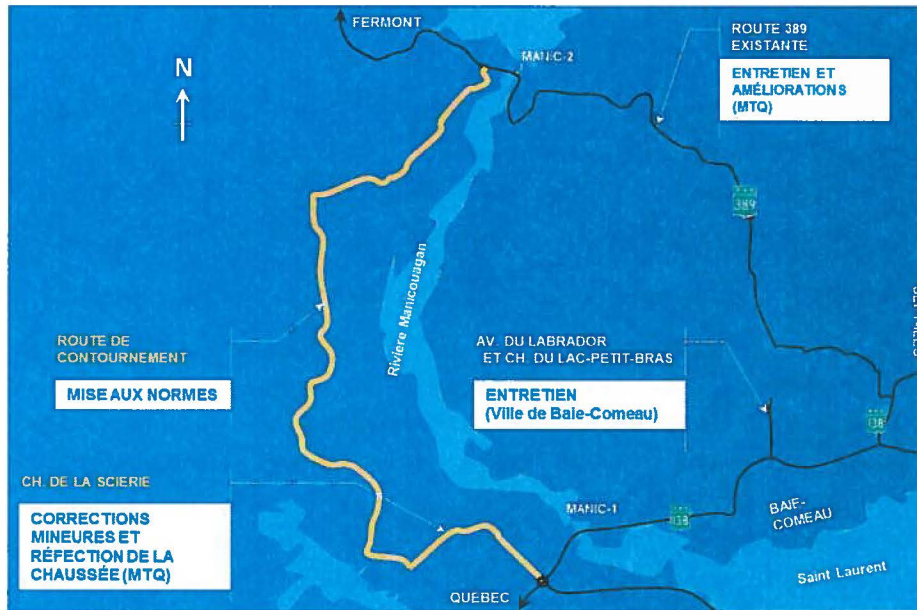 FERMONT
MANIC-2
ROUTE 389
EXISTANTE
ENTRETIEN ET
AMÉLIORATIONS
(MTQ)
N
389
Rivière Manicouagan
ROUTE DE
CONTOURNEMENT
MISE AUX NORMES
AV. DU LABRADOR
ET CH. DU LAC-PETIT-BRAS
ENTRETIEN
(Ville de Baie-Comeau)
138
CH. DE LA SCIERIE
CORRECTIONS
MINEURES ET
RÉFECTION DE LA
CHAUSSÉE (MTQ)
MANIC-1
138
BAIE-
COMEAU
Saint Laurent
QUÉBEC